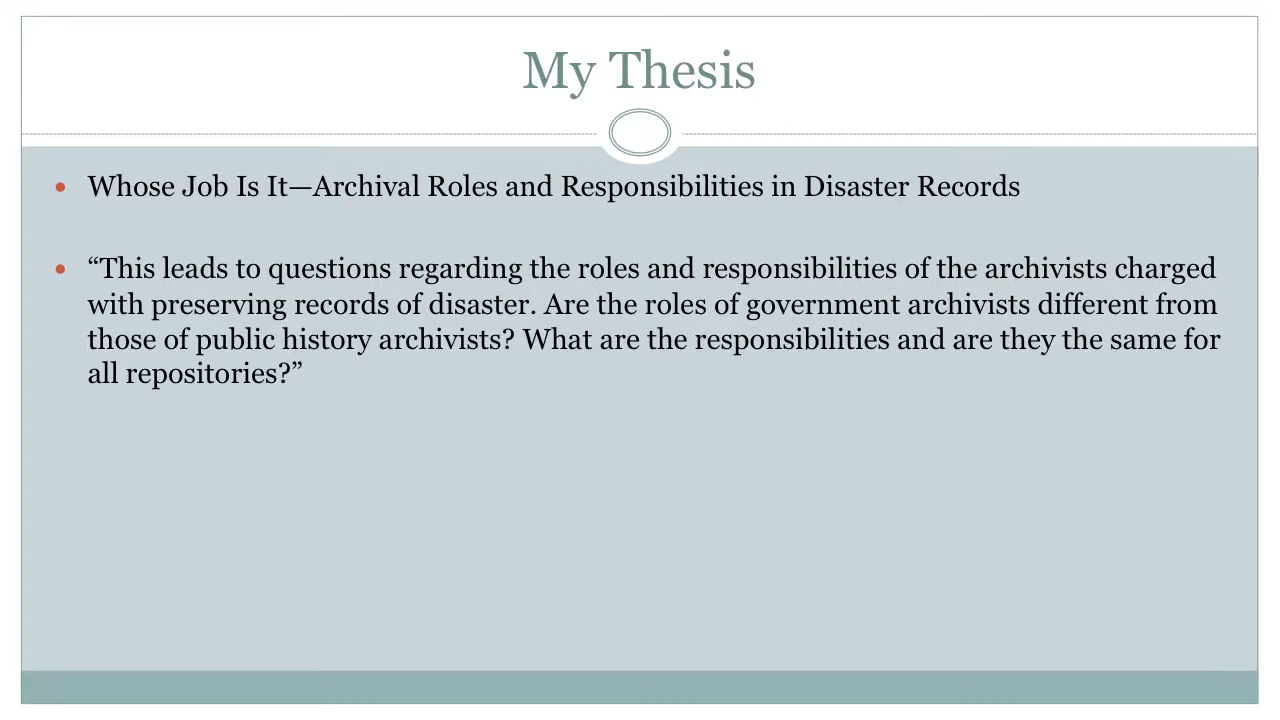 My Thesis
• Whose Job Is It—Archival Roles and Responsibilities in Disaster Records
• “This leads to questions regarding the roles and responsibilities of the archivists charged
with preserving records of disaster. Are the roles of government archivists different from
those of public history archivists? What are the responsibilities and are they the same for
all repositories?”